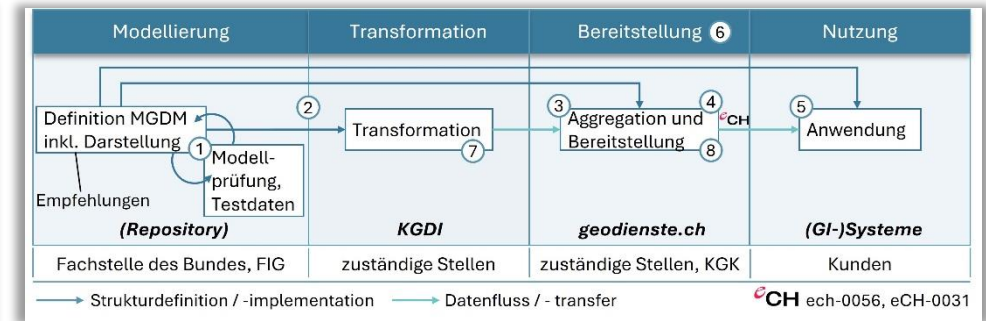 Modellierung
Transformation
Bereitstellung 6
Nutzung
Definition MGDM
inkl. Darstellung
1
Modell-
prüfung,
Testdaten
Empfehlungen
(Repository)
2
Transformation
7
KGDI
3
4
Aggregation und
Bereitstellung
8
eCH
geodienste.ch
5
Anwendung
(GI-)Systeme
Fachstelle des Bundes, FIG
zuständige Stellen
zuständige Stellen, KGK
Kunden
Strukturdefinition / -implementation
Datenfluss / - transfer
eCH ech-0056, eCH-0031